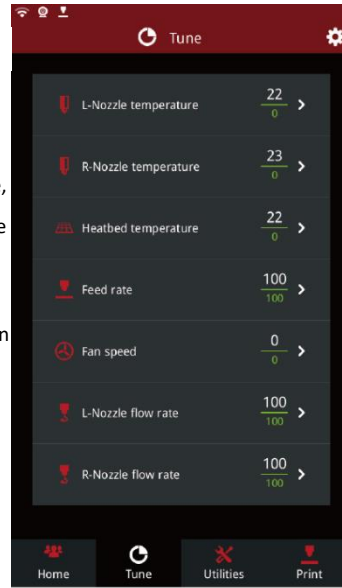 Tune
L-Nozzle temperature 22
0
R-Nozzle temperature 23
0
Heatbed temperature 22
0
Feed rate 100
100
Fan speed 0
0
L-Nozzle flow rate 100
100
R-Nozzle flow rate 100
100
Home Tune Utilities Print